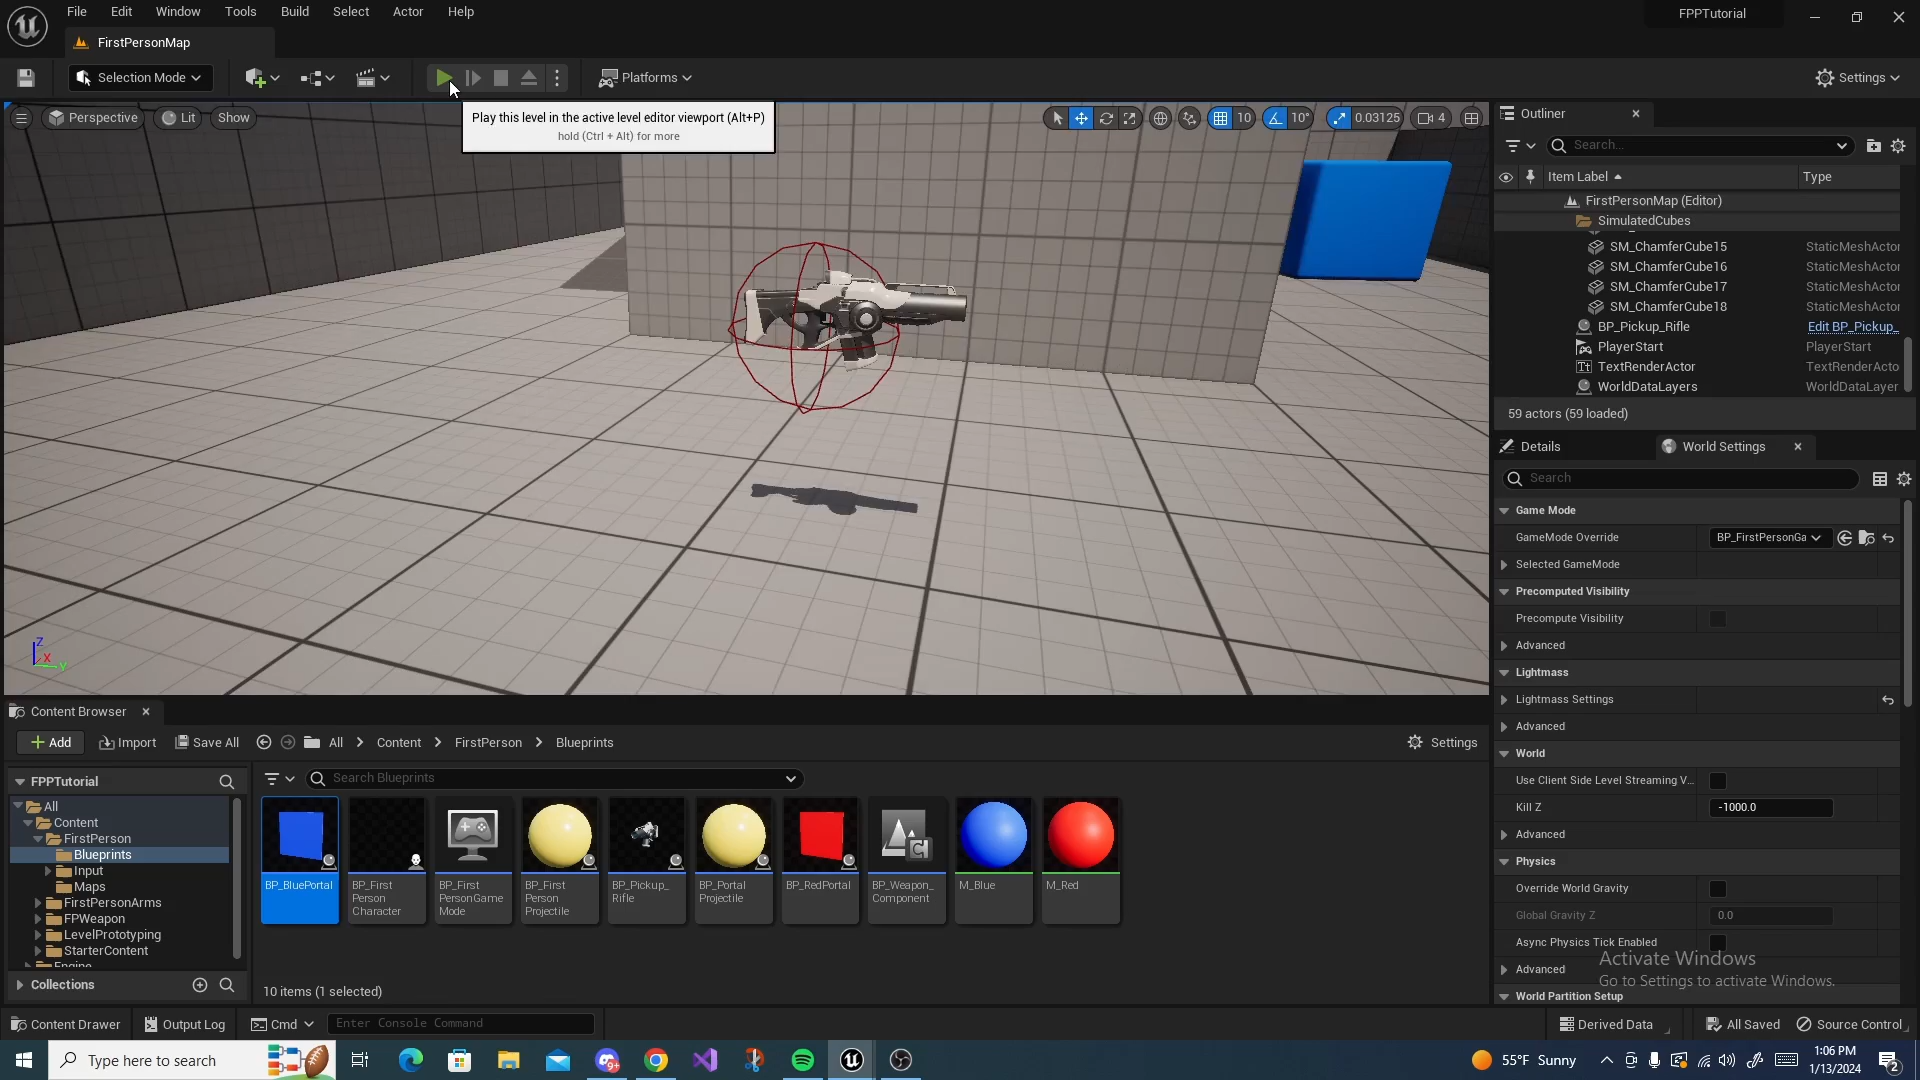 File Edit Window Tools Build Select Actor Help
FPPTutorial
FirstPersonMap
Selection Mode
Platforms
Settings
Perspective
Lit
Show
Play this level in the active level editor viewport (Alt+P)
hold (Ctrl + Alt) for more
10
10°
0.03125
4
Outliner
Search...
Item Label
Type
FirstPersonMap (Editor)
SimulatedCubes
SM_ChamferCube15 StaticMeshActor
SM_ChamferCube16 StaticMeshActor
SM_ChamferCube17 StaticMeshActor
SM_ChamferCube18 StaticMeshActor
BP_Pickup_Rifle Edit BP_Pickup_
PlayerStart PlayerStart
TextRenderActor TextRenderActo
WorldDataLayers WorldDataLayer
59 actors (59 loaded)
Details
World Settings
Search
Game Mode
GameMode Override BP_FirstPersonGa
Selected GameMode
Precomputed Visibility
Precompute Visibility
Advanced
Lightmass
Lightmass Settings
Advanced
World
Use Client Side Level Streaming V...
Kill Z -1000.0
Advanced
Physics
Override World Gravity
Global Gravity Z 0.0
Async Physics Tick Enabled
Advanced
World Partition Setup
Activate Windows
Go to Settings to activate Windows.
Z
X
Y
Content Browser
Add Import Save All All Content FirstPerson Blueprints Settings
FPPTutorial
Search Blueprints
All
Content
FirstPerson
Blueprints
Input
Maps
FirstPersonArms
FPWeapon
LevelPrototyping
StarterContent
Engine
Collections
BP_BluePortal
BP_First
Person
Character
BP_First
PersonGame
Mode
BP_First
Person
Projectile
BP_Pickup_
Rifle
BP_Portal
Projectile
BP_RedPortal
BP_Weapon_
Component
M_Blue
M_Red
10 items (1 selected)
Content Drawer
Output Log
Cmd
Enter Console Command
Derived Data
All Saved
Source Control
Type here to search
9+
55°F Sunny
1:06 PM
1/13/2024
2